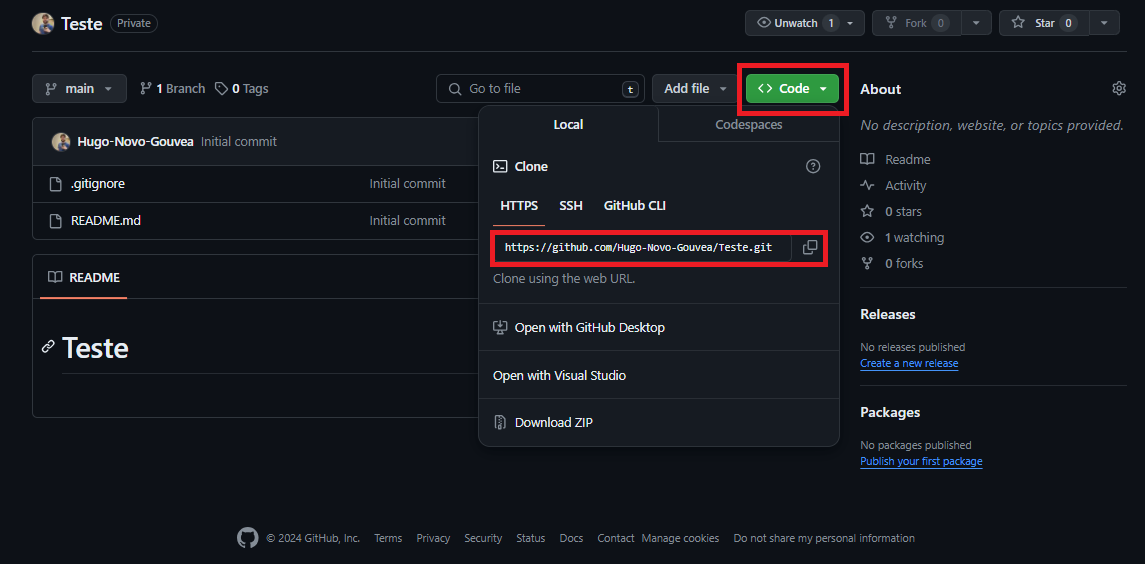 Teste Private
Unwatch 1 Fork 0 Star 0
main 1 Branch 0 Tags Go to file t Add file Code
Local Codespaces
Clone
HTTPS SSH GitHub CLI
https://github.com/Hugo-Novo-Gouvea/Teste.git
Clone using the web URL.
Open with GitHub Desktop
Open with Visual Studio
Download ZIP
Hugo-Novo-Gouvea Initial commit
.gitignore Initial commit
README.md Initial commit
README
Teste
About
No description, website, or topics provided.
Readme
Activity
0 stars
1 watching
0 forks
Releases
No releases published
Create a new release
Packages
No packages published
Publish your first package
© 2024 GitHub, Inc. Terms Privacy Security Status Docs Contact Manage cookies Do not share my personal information